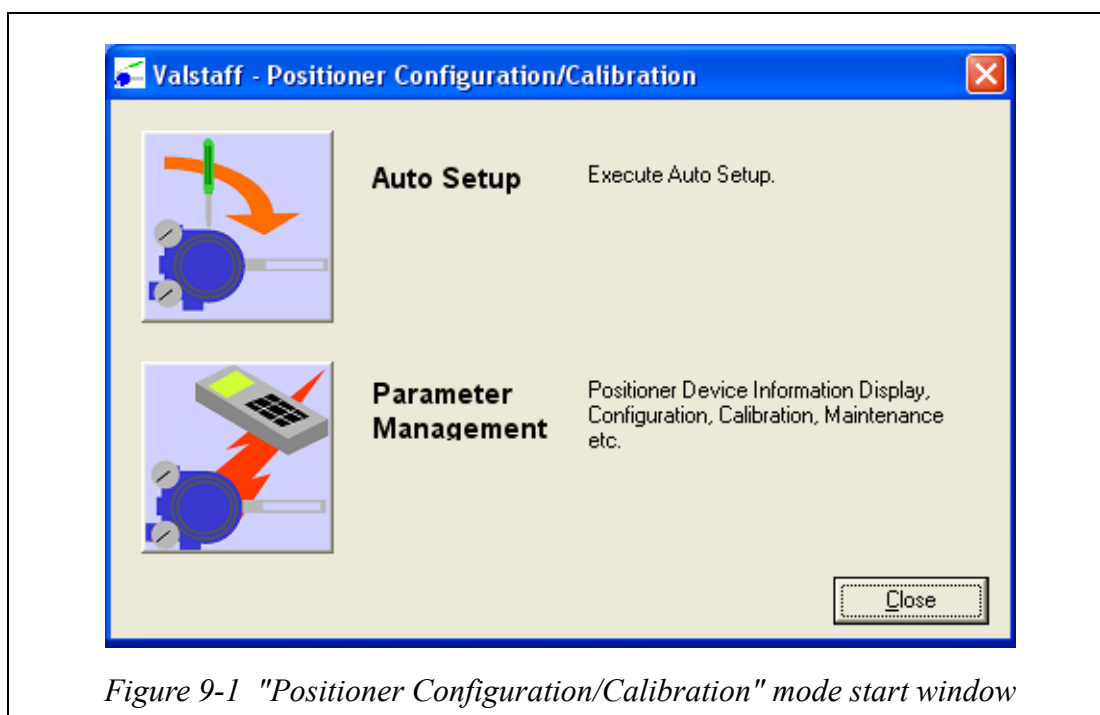 Valstaff - Positioner Configuration/Calibration
Auto Setup
Execute Auto Setup.
Parameter
Management
Positioner Device Information Display,
Configuration, Calibration, Maintenance
etc.
Close
Figure 9-1 "Positioner Configuration/Calibration" mode start window